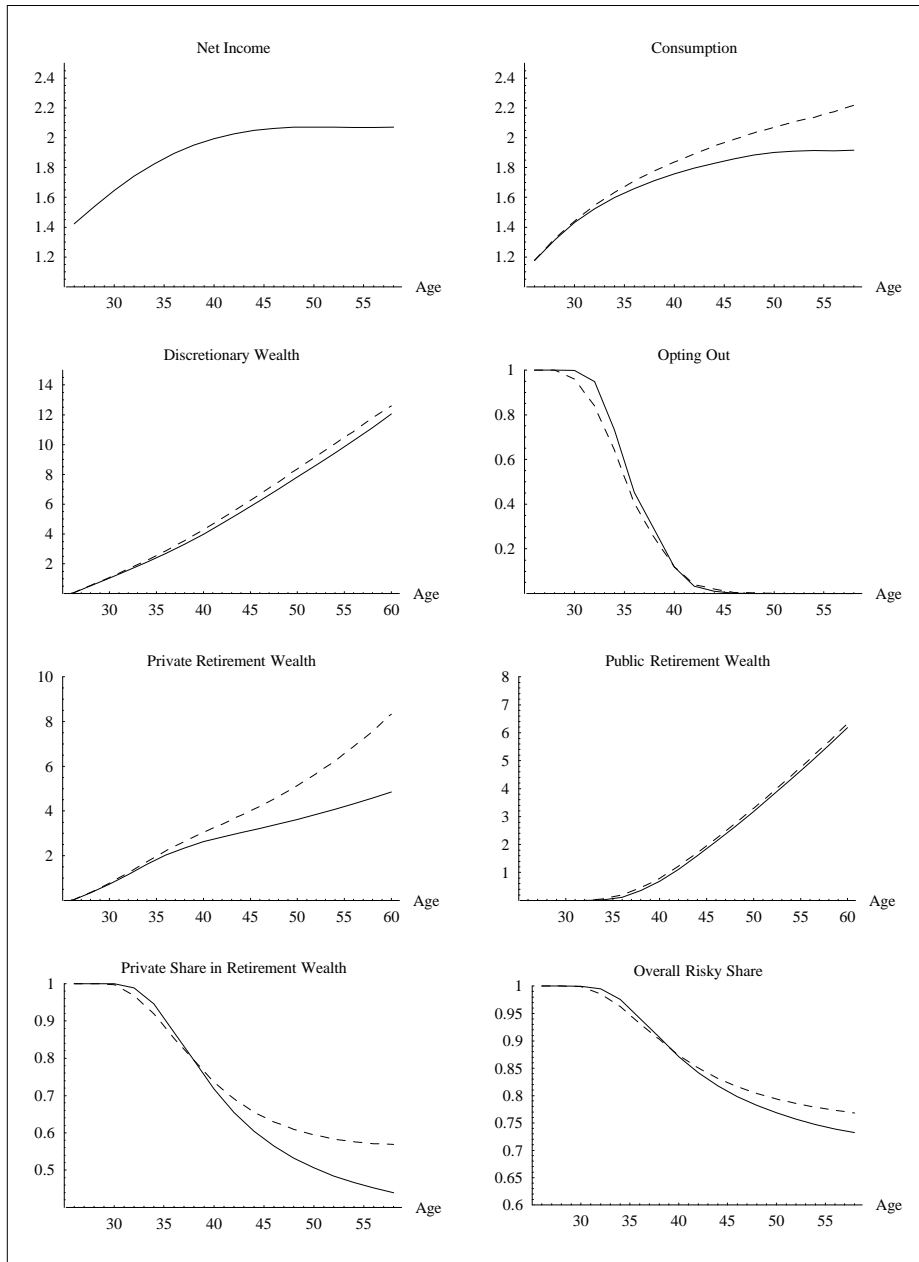 Net Income
2.4
2.2
2
1.8
1.6
1.4
1.2
30 35 40 45 50 55
Age
Consumption
2.4
2.2
2
1.8
1.6
1.4
1.2
30 35 40 45 50 55
Age
Discretionary Wealth
14
12
10
8
6
4
2
30 35 40 45 50 55 60
Age
Opting Out
1
0.8
0.6
0.4
0.2
30 35 40 45 50 55
Age
Private Retirement Wealth
10
8
6
4
2
30 35 40 45 50 55 60
Age
Public Retirement Wealth
8
7
6
5
4
3
2
1
30 35 40 45 50 55 60
Age
Private Share in Retirement Wealth
1
0.9
0.8
0.7
0.6
0.5
30 35 40 45 50 55
Age
Overall Risky Share
1
0.95
0.9
0.85
0.8
0.75
0.7
0.65
0.6
30 35 40 45 50 55
Age